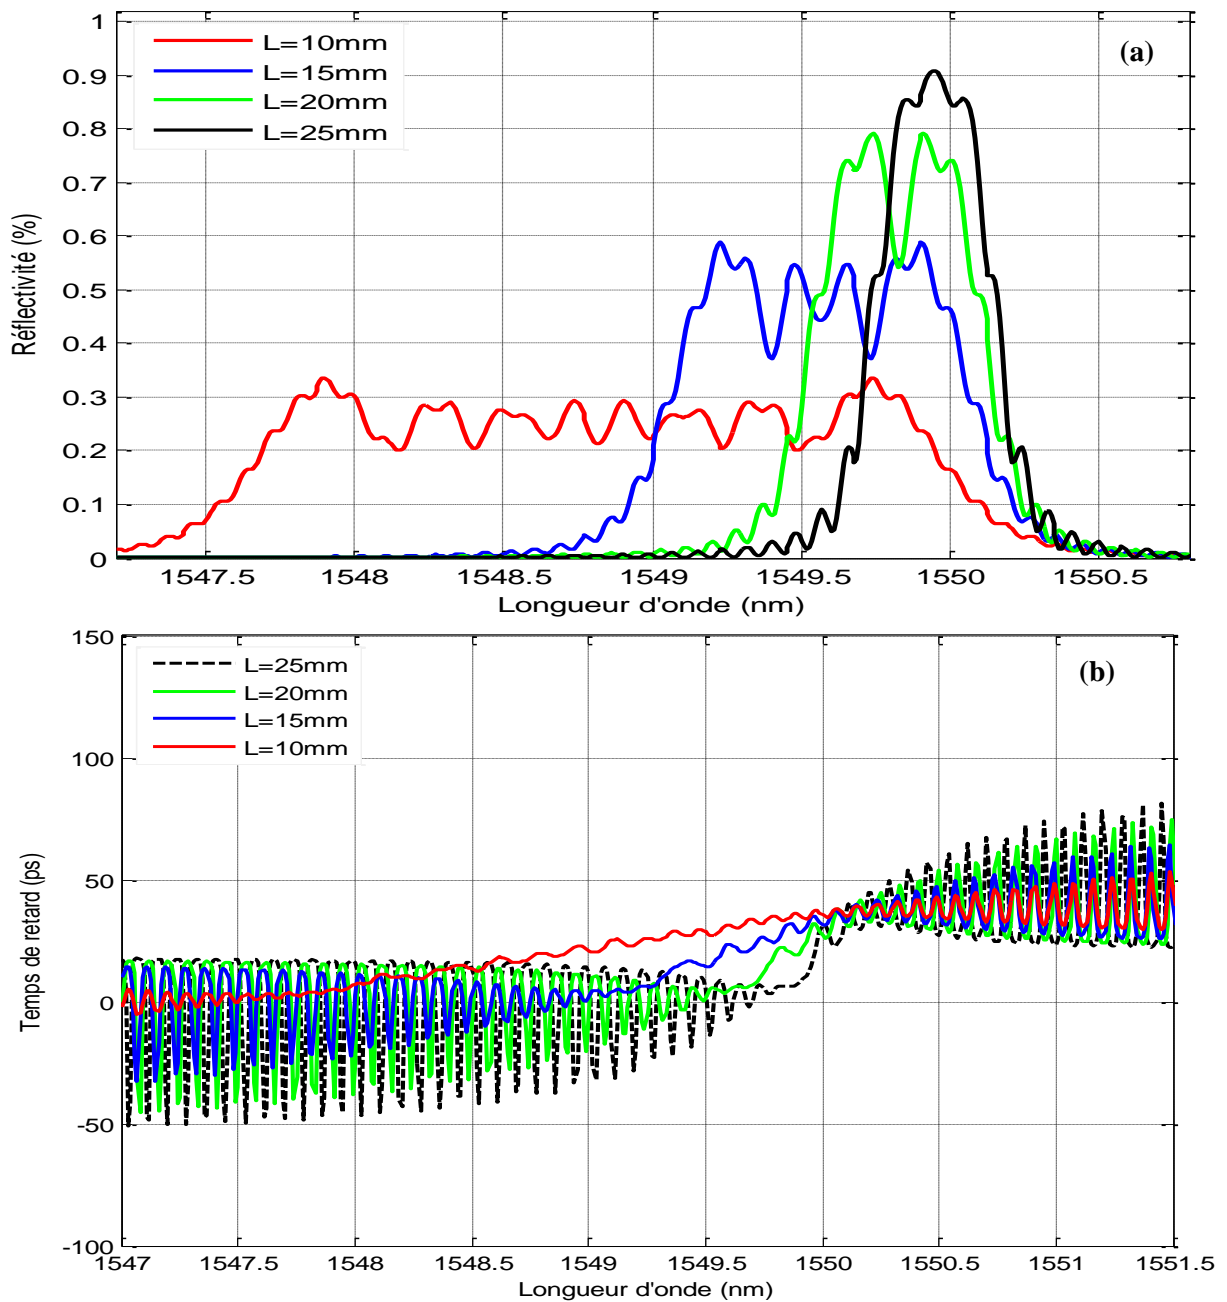 1
0.9
0.8
0.7
0.6
0.5
0.4
0.3
0.2
0.1
0
Réflectivité (%)
L=10mm
L=15mm
L=20mm
L=25mm
(a)
1547.5
1548
1548.5
1549
1549.5
1550
1550.5
Longueur d'onde (nm)
150
100
50
0
-50
-100
Temps de retard (ps)
L=25mm
L=20mm
L=15mm
L=10mm
(b)
1547
1547.5
1548
1548.5
1549
1549.5
1550
1550.5
1551
1551.5
Longueur d'onde (nm)